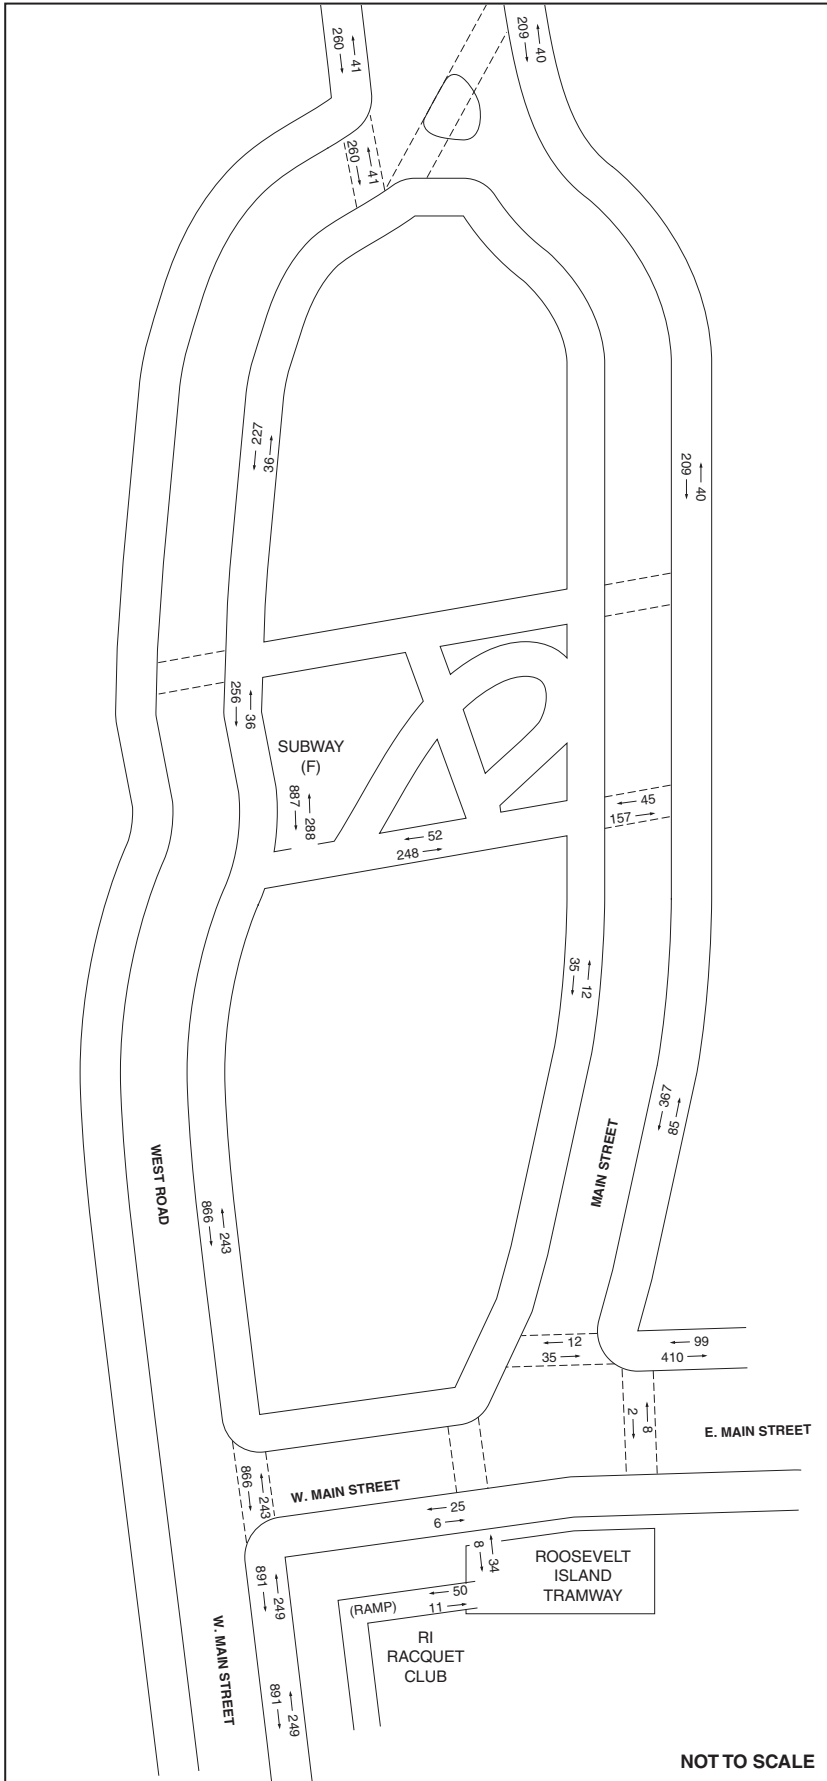 260
41
209
40
260
41
227
36
209
40
256
36
SUBWAY
(F)
887
288
52
248
45
157
35
12
367
85
WEST ROAD
MAIN STREET
866
243
12
35
99
410
2
8
E. MAIN STREET
866
243
W. MAIN STREET
25
6
8
34
ROOSEVELT
ISLAND
TRAMWAY
891
249
50
11
(RAMP)
RI
RACQUET
CLUB
W. MAIN STREET
891
249
NOT TO SCALE